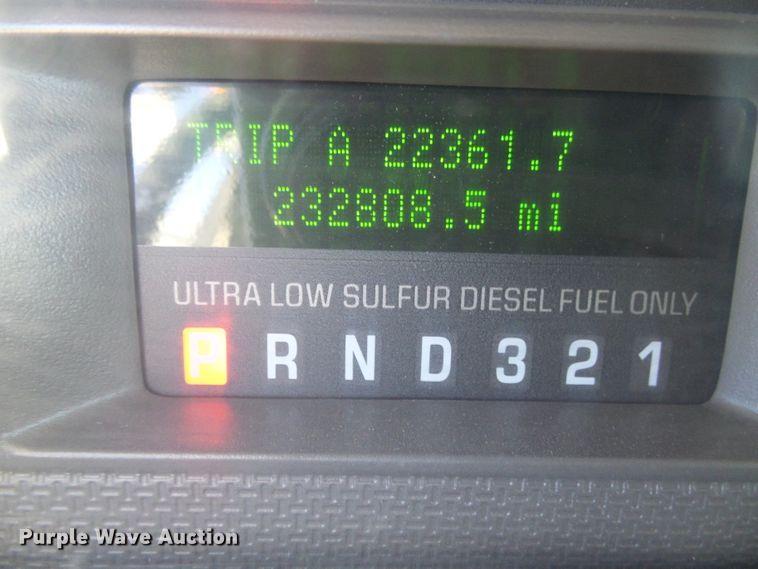 TRIP A 22361.7
232808.5 mi
ULTRA LOW SULFUR DIESEL FUEL ONLY
P R N D 3 2 1
Purple Wave Auction